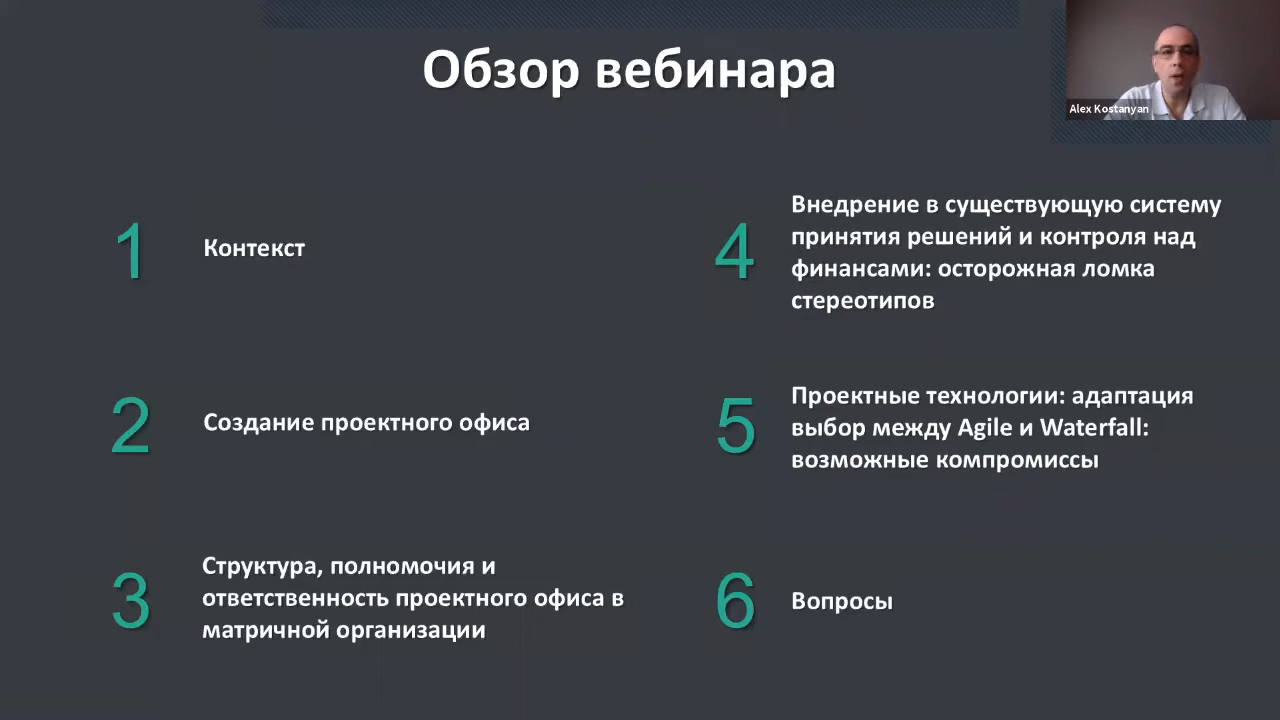 Обзор вебинара
Alex Kostanyan
1
Контекст
2
Создание проектного офиса
3
Структура, полномочия и
ответственность проектного офиса в
матричной организации
4
Внедрение в существующую систему
принятия решений и контроля над
финансами: осторожная ломка
стереотипов
5
Проектные технологии: адаптация
выбор между Agile и Waterfall:
возможные компромиссы
6
Вопросы